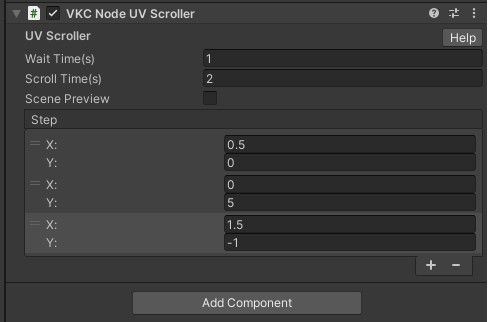 VKC Node UV Scroller
UV Scroller
Help
Wait Time(s) 1
Scroll Time(s) 2
Scene Preview
Step
X: 0.5
Y: 0
X: 0
Y: 5
X: 1.5
Y: -1
+ -
Add Component